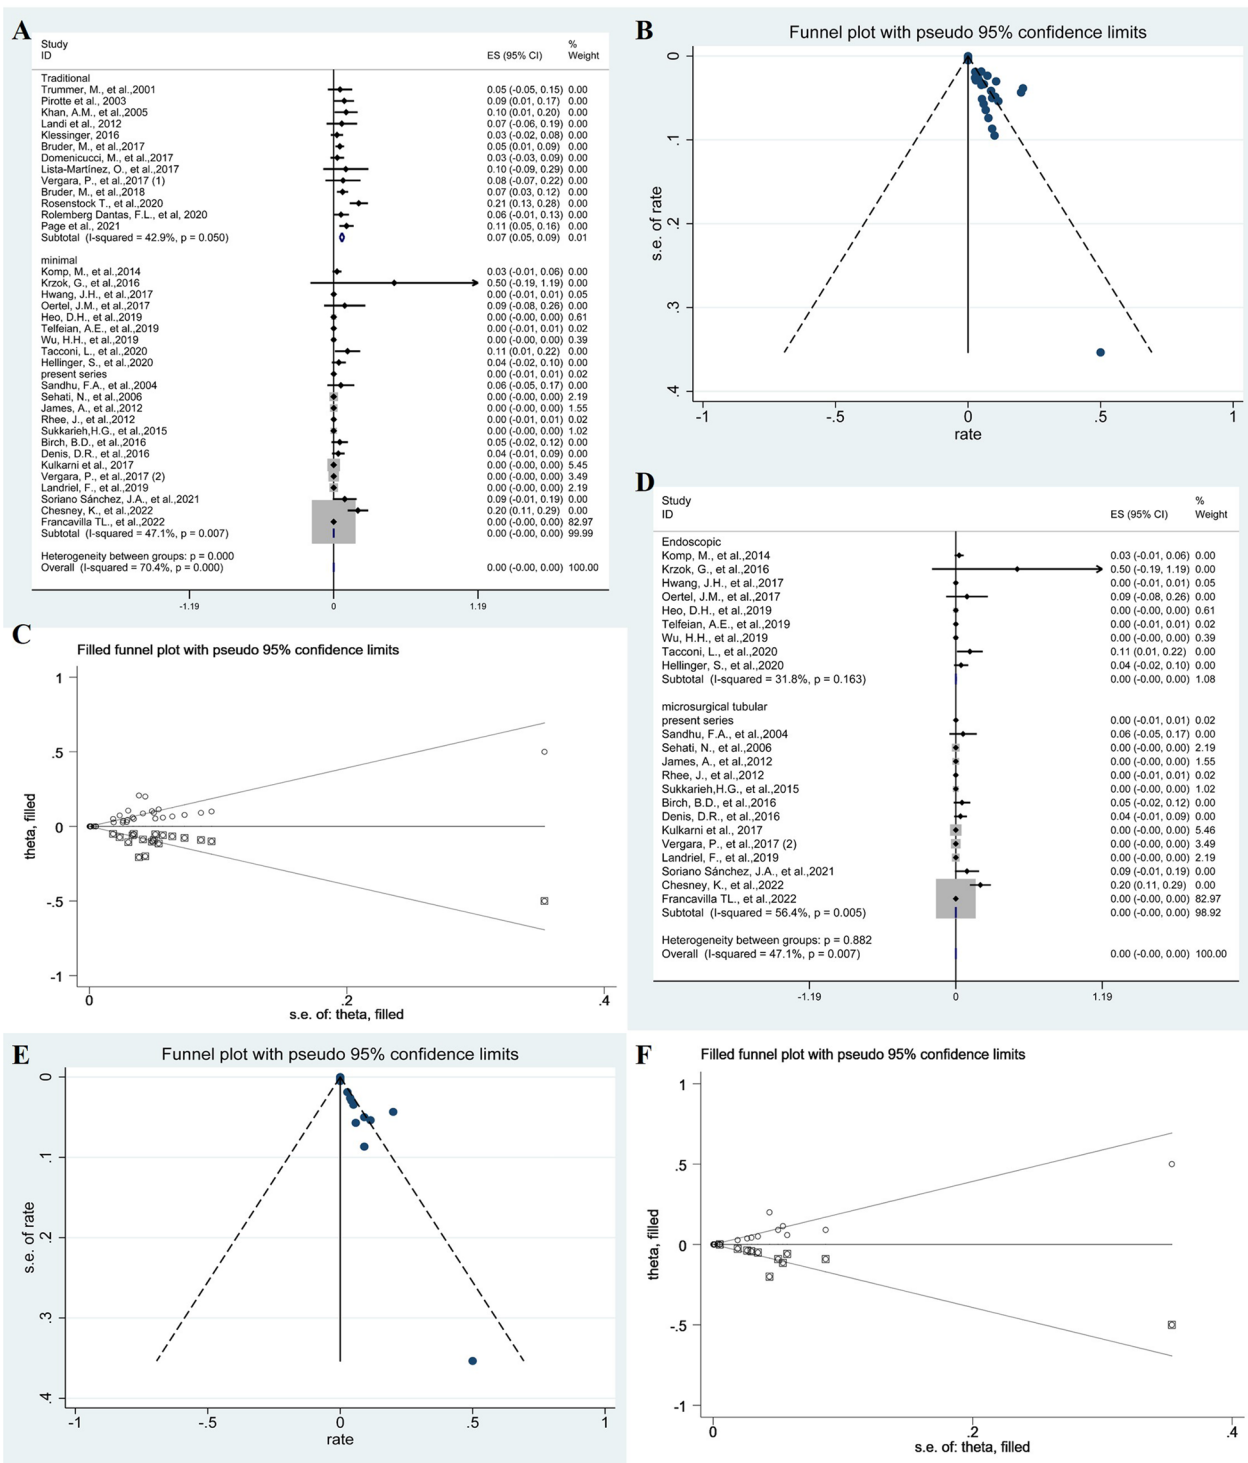 A
Study
ID
ES (95% CI)
%
Weight
Traditional
Trummer, M., et al.,2001 0.05 (-0.05, 0.15) 0.00
Pirotte et al., 2003 0.09 (0.01, 0.17) 0.00
Khan, A.M., et al.,2005 0.10 (0.01, 0.20) 0.00
Landi et al., 2012 0.07 (-0.06, 0.19) 0.00
Klessinger, 2016 0.03 (-0.02, 0.08) 0.00
Bruder, M., et al.,2017 0.05 (0.01, 0.09) 0.00
Domenicucci, M., et al.,2017 0.03 (-0.03, 0.09) 0.00
Lista-Martínez, O., et al.,2017 0.10 (-0.09, 0.29) 0.00
Vergara, P., et al.,2017 (1) 0.08 (-0.07, 0.22) 0.00
Bruder, M., et al.,2018 0.07 (0.03, 0.12) 0.00
Rosenstock T., et al.,2020 0.21 (0.13, 0.28) 0.00
Rolemberg Dantas, F.L., et al, 2020 0.06 (-0.01, 0.13) 0.00
Page et al., 2021 0.11 (0.05, 0.16) 0.00
Subtotal (I-squared = 42.9%, p = 0.050) 0.07 (0.05, 0.09) 0.01
minimal
Komp, M., et al.,2014 0.03 (-0.01, 0.06) 0.00
Krzok, G., et al.,2016 0.50 (-0.19, 1.19) 0.00
Hwang, J.H., et al.,2017 0.00 (-0.01, 0.01) 0.05
Oertel, J.M., et al.,2017 0.09 (-0.08, 0.26) 0.00
Heo, D.H., et al.,2019 0.00 (-0.00, 0.00) 0.61
Telfeian, A.E., et al.,2019 0.00 (-0.01, 0.01) 0.02
Wu, H.H., et al.,2019 0.00 (-0.00, 0.00) 0.39
Tacconi, L., et al.,2020 0.11 (0.01, 0.22) 0.00
Hellinger, S., et al.,2020 0.04 (-0.02, 0.10) 0.00
present series 0.00 (-0.01, 0.01) 0.02
Sandhu, F.A., et al.,2004 0.06 (-0.05, 0.17) 0.00
Sehati, N., et al.,2006 0.00 (-0.00, 0.00) 2.19
James, A., et al.,2012 0.00 (-0.00, 0.00) 1.55
Rhee, J., et al.,2012 0.00 (-0.01, 0.01) 0.02
Sukkarieh,H.G., et al.,2015 0.00 (-0.00, 0.00) 1.02
Birch, B.D., et al.,2016 0.05 (-0.02, 0.12) 0.00
Denis, D.R., et al.,2016 0.04 (-0.01, 0.09) 0.00
Kulkarni et al., 2017 0.00 (-0.00, 0.00) 5.45
Vergara, P., et al.,2017 (2) 0.00 (-0.00, 0.00) 3.49
Landriel, F., et al.,2019 0.00 (-0.00, 0.00) 2.19
Soriano Sánchez, J.A., et al.,2021 0.09 (-0.01, 0.19) 0.00
Chesney, K., et al.,2022 0.20 (0.11, 0.29) 0.00
Francavilla TL., et al.,2022 0.00 (-0.00, 0.00) 82.97
Subtotal (I-squared = 47.1%, p = 0.007) 0.00 (-0.00, 0.00) 99.99
Heterogeneity between groups: p = 0.000
Overall (I-squared = 70.4%, p = 0.000) 0.00 (-0.00, 0.00) 100.00
-1.19 0 1.19
B
Funnel plot with pseudo 95% confidence limits
s.e. of rate
0
.1
.2
.3
.4
-1 -.5 0 .5 1
rate
C
Filled funnel plot with pseudo 95% confidence limits
theta, filled
1
.5
0
-.5
-1
0 .2 .4
s.e. of: theta, filled
D
Study
ID
ES (95% CI)
%
Weight
Endoscopic
Komp, M., et al.,2014 0.03 (-0.01, 0.06) 0.00
Krzok, G., et al.,2016 0.50 (-0.19, 1.19) 0.00
Hwang, J.H., et al.,2017 0.00 (-0.01, 0.01) 0.05
Oertel, J.M., et al.,2017 0.09 (-0.08, 0.26) 0.00
Heo, D.H., et al.,2019 0.00 (-0.00, 0.00) 0.61
Telfeian, A.E., et al.,2019 0.00 (-0.01, 0.01) 0.02
Wu, H.H., et al.,2019 0.00 (-0.00, 0.00) 0.39
Tacconi, L., et al.,2020 0.11 (0.01, 0.22) 0.00
Hellinger, S., et al.,2020 0.04 (-0.02, 0.10) 0.00
Subtotal (I-squared = 31.8%, p = 0.163) 0.00 (-0.00, 0.00) 1.08
microsurgical tubular
present series 0.00 (-0.01, 0.01) 0.02
Sandhu, F.A., et al.,2004 0.06 (-0.05, 0.17) 0.00
Sehati, N., et al.,2006 0.00 (-0.00, 0.00) 2.19
James, A., et al.,2012 0.00 (-0.00, 0.00) 1.55
Rhee, J., et al.,2012 0.00 (-0.01, 0.01) 0.02
Sukkarieh,H.G., et al.,2015 0.00 (-0.00, 0.00) 1.02
Birch, B.D., et al.,2016 0.05 (-0.02, 0.12) 0.00
Denis, D.R., et al.,2016 0.04 (-0.01, 0.09) 0.00
Kulkarni et al., 2017 0.00 (-0.00, 0.00) 5.46
Vergara, P., et al.,2017 (2) 0.00 (-0.00, 0.00) 3.49
Landriel, F., et al.,2019 0.00 (-0.00, 0.00) 2.19
Soriano Sánchez, J.A., et al.,2021 0.09 (-0.01, 0.19) 0.00
Chesney, K., et al.,2022 0.20 (0.11, 0.29) 0.00
Francavilla TL., et al.,2022 0.00 (-0.00, 0.00) 82.97
Subtotal (I-squared = 56.4%, p = 0.005) 0.00 (-0.00, 0.00) 98.92
Heterogeneity between groups: p = 0.882
Overall (I-squared = 47.1%, p = 0.007) 0.00 (-0.00, 0.00) 100.00
-1.19 0 1.19
E
Funnel plot with pseudo 95% confidence limits
s.e. of rate
0
.1
.2
.3
.4
-1 -.5 0 .5 1
rate
F
Filled funnel plot with pseudo 95% confidence limits
theta, filled
1
.5
0
-.5
-1
0 .2 .4
s.e. of: theta, filled